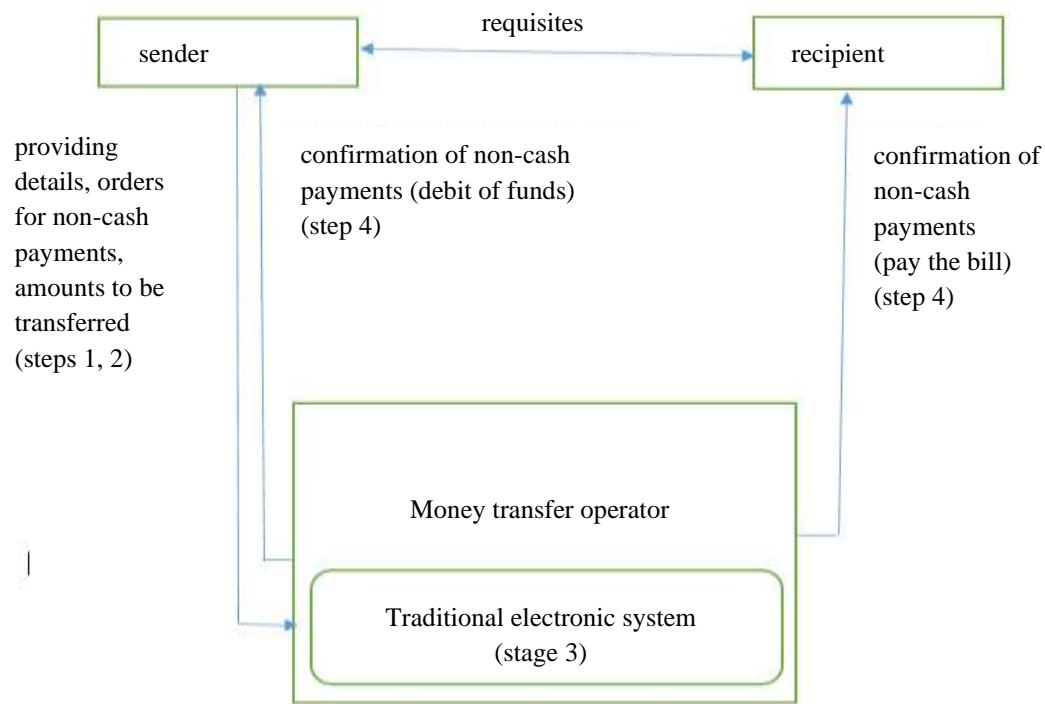 requisites
sender
recipient
providing
details, orders
for non-cash
payments,
amounts to be
transferred
(steps 1, 2)
confirmation of non-cash
payments (debit of funds)
(step 4)
confirmation of
non-cash
payments
(pay the bill)
(step 4)
Money transfer operator
Traditional electronic system
(stage 3)